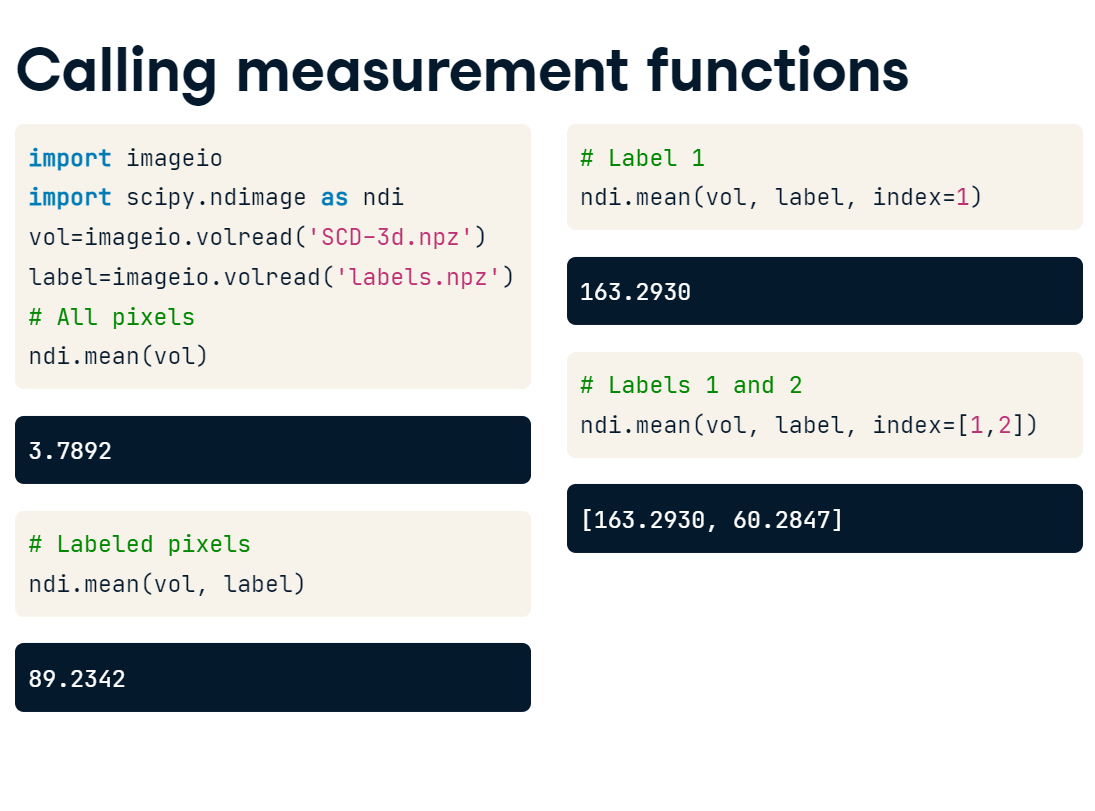 Calling measurement functions
import imageio
import scipy.ndimage as ndi
vol=imageio.volread('SCD-3d.npz')
label=imageio.volread('labels.npz')
# All pixels
ndi.mean(vol)
3.7892
# Labeled pixels
ndi.mean(vol, label)
89.2342
# Label 1
ndi.mean(vol, label, index=1)
163.2930
# Labels 1 and 2
ndi.mean(vol, label, index=[1,2])
[163.2930, 60.2847]